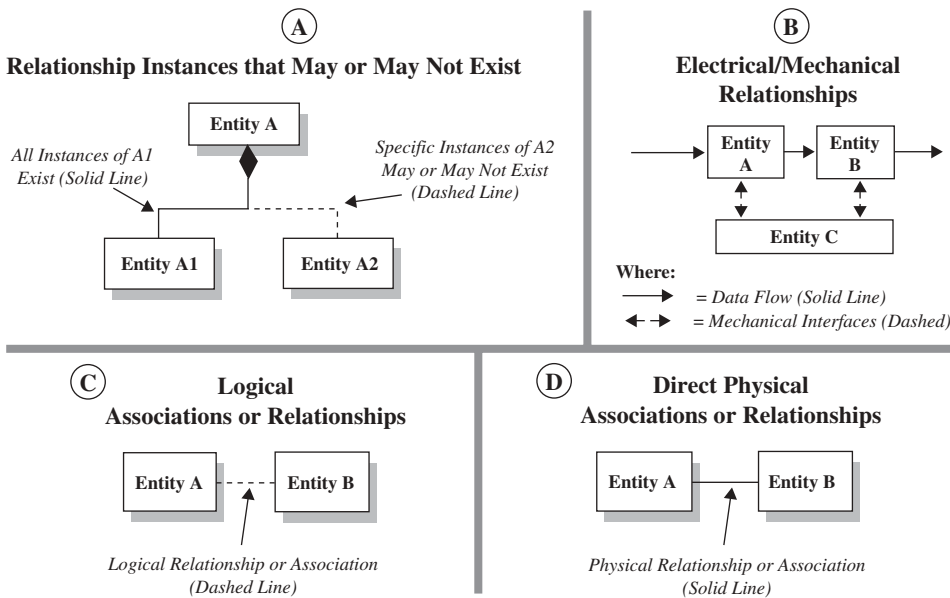 A
Relationship Instances that May or May Not Exist
Entity A
All Instances of A1
Exist (Solid Line)
Specific Instances of A2
May or May Not Exist
(Dashed Line)
Entity A1
Entity A2
B
Electrical/Mechanical
Relationships
Entity
A
Entity
B
Entity C
Where:
= Data Flow (Solid Line)
= Mechanical Interfaces (Dashed)
C
Logical
Associations or Relationships
Entity A
Entity B
Logical Relationship or Association
(Dashed Line)
D
Direct Physical
Associations or Relationships
Entity A
Entity B
Physical Relationship or Association
(Solid Line)